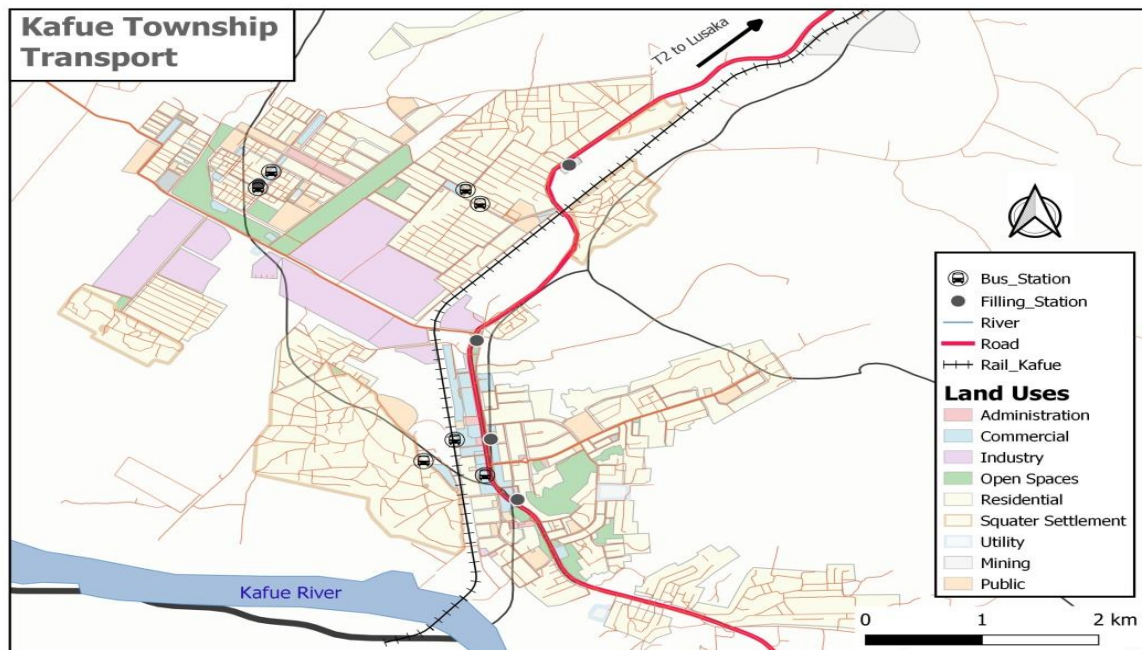 Kafue Township
Transport
T2 to Lusaka
Bus_Station
Filling_Station
River
Road
Rail_Kafue
Land Uses
Administration
Commercial
Industry
Open Spaces
Residential
Squater Settlement
Utility
Mining
Public
Kafue River
0 1 2 km